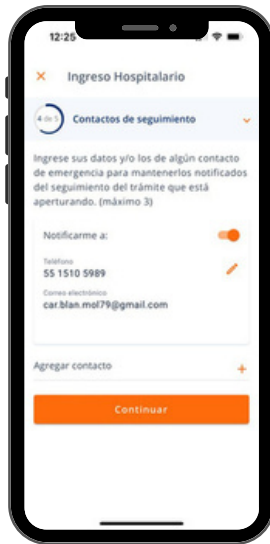 12:25
× Ingreso Hospitalario
4 de 5 Contactos de seguimiento
Ingrese sus datos y/o los de algún contacto
de emergencia para mantenerlos notificados
del seguimiento del trámite que está
aperturando. (máximo 3)
Notificarme a:
Teléfono
55 1510 5989
Correo electrónico
car.blan.mol79@gmail.com
Agregar contacto +
Continuar